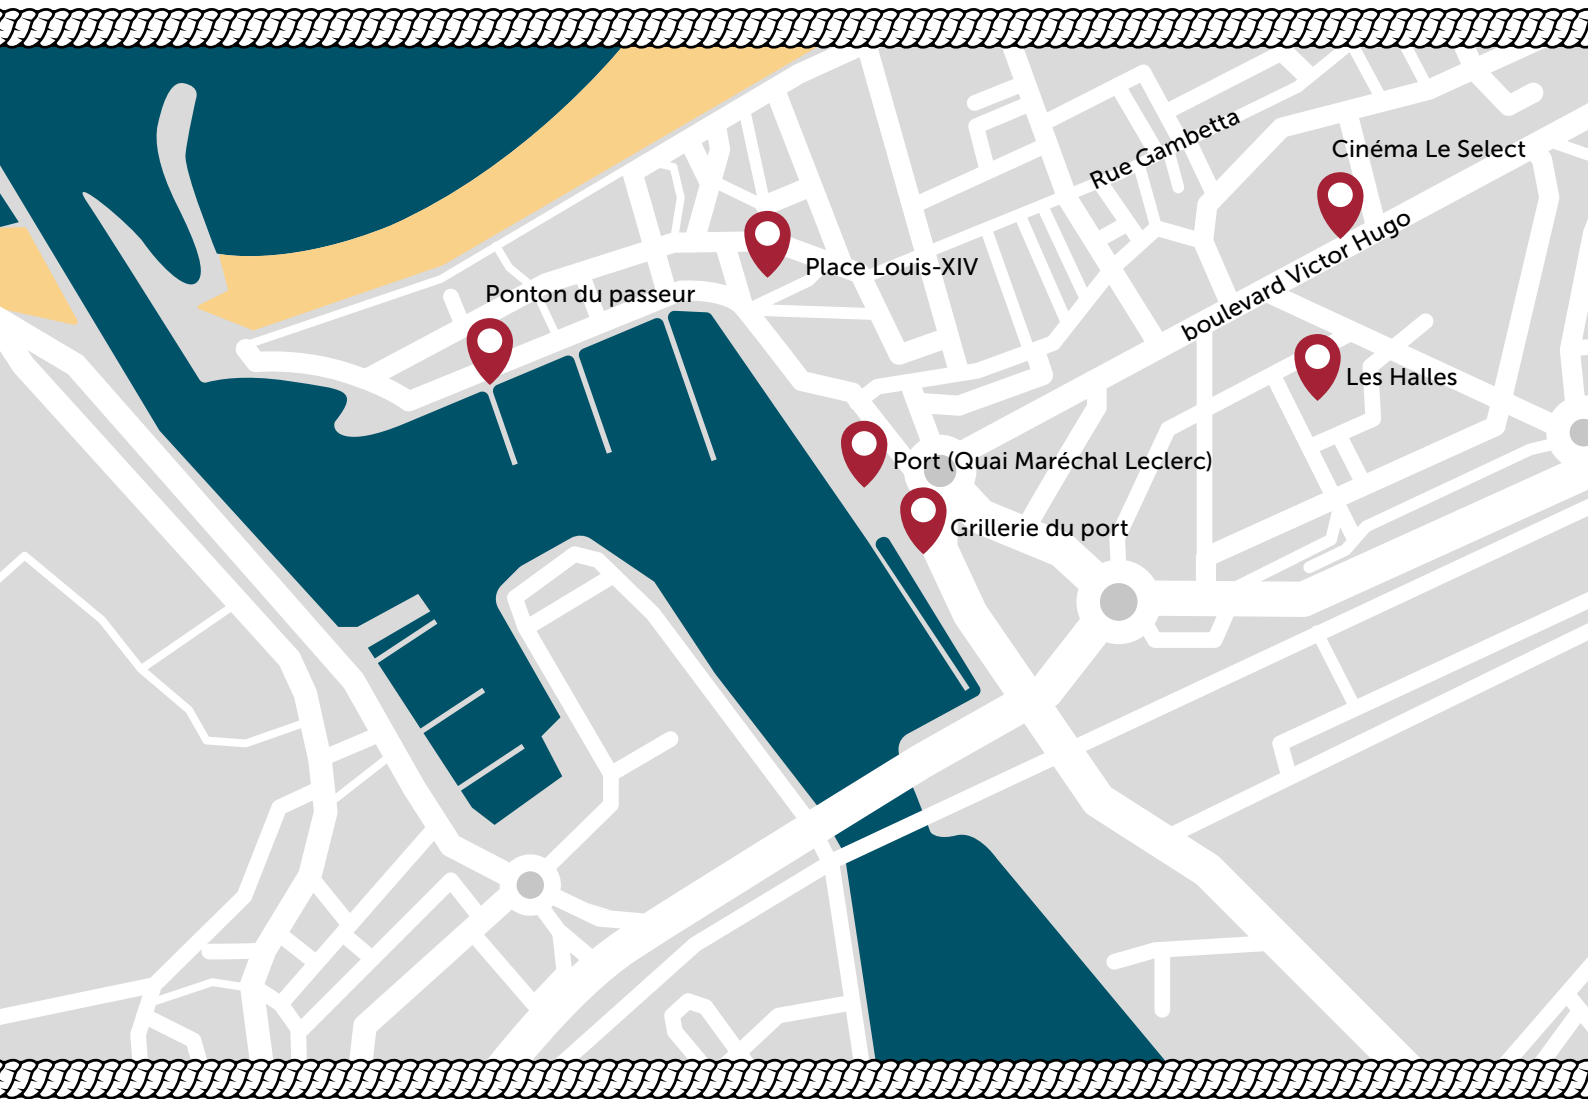 Rue Gambetta
Cinéma Le Select
boulevard Victor Hugo
Place Louis-XIV
Ponton du passeur
Les Halles
Port (Quai Maréchal Leclerc)
Grillerie du port